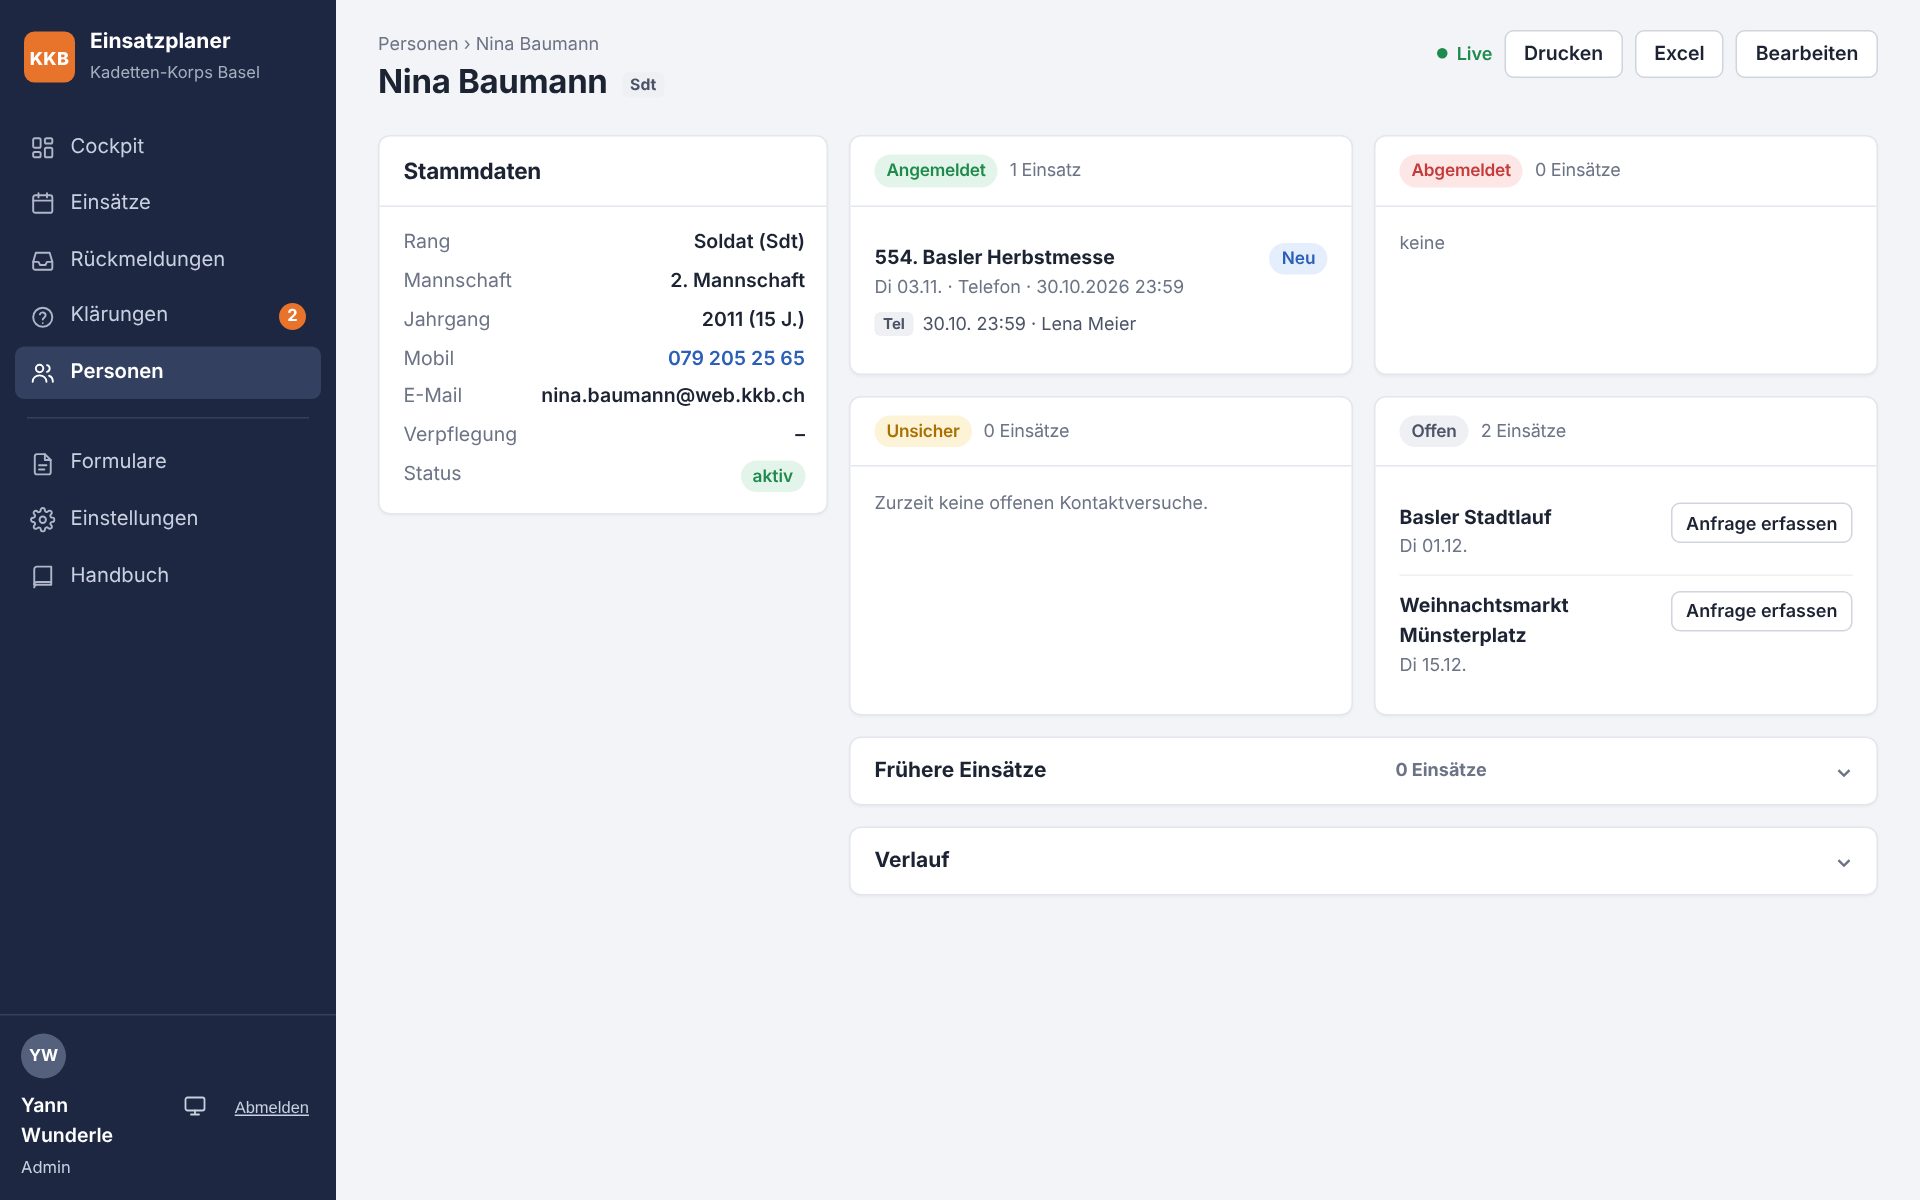 KKB
Einsatzplaner
Kadetten-Korps Basel
Cockpit
Einsätze
Rückmeldungen
Klärungen 2
Personen
Formulare
Einstellungen
Handbuch
YW
Yann
Wunderle
Admin
Abmelden
Personen › Nina Baumann
Nina Baumann Sdt
Live
Drucken
Excel
Bearbeiten
Stammdaten
Rang Soldat (Sdt)
Mannschaft 2. Mannschaft
Jahrgang 2011 (15 J.)
Mobil 079 205 25 65
E-Mail nina.baumann@web.kkb.ch
Verpflegung –
Status aktiv
Angemeldet 1 Einsatz
554. Basler Herbstmesse Neu
Di 03.11. · Telefon · 30.10.2026 23:59
Tel 30.10. 23:59 · Lena Meier
Abgemeldet 0 Einsätze
keine
Unsicher 0 Einsätze
Zurzeit keine offenen Kontaktversuche.
Offen 2 Einsätze
Basler Stadtlauf
Di 01.12.
Anfrage erfassen
Weihnachtsmarkt
Münsterplatz
Di 15.12.
Anfrage erfassen
Frühere Einsätze 0 Einsätze
Verlauf